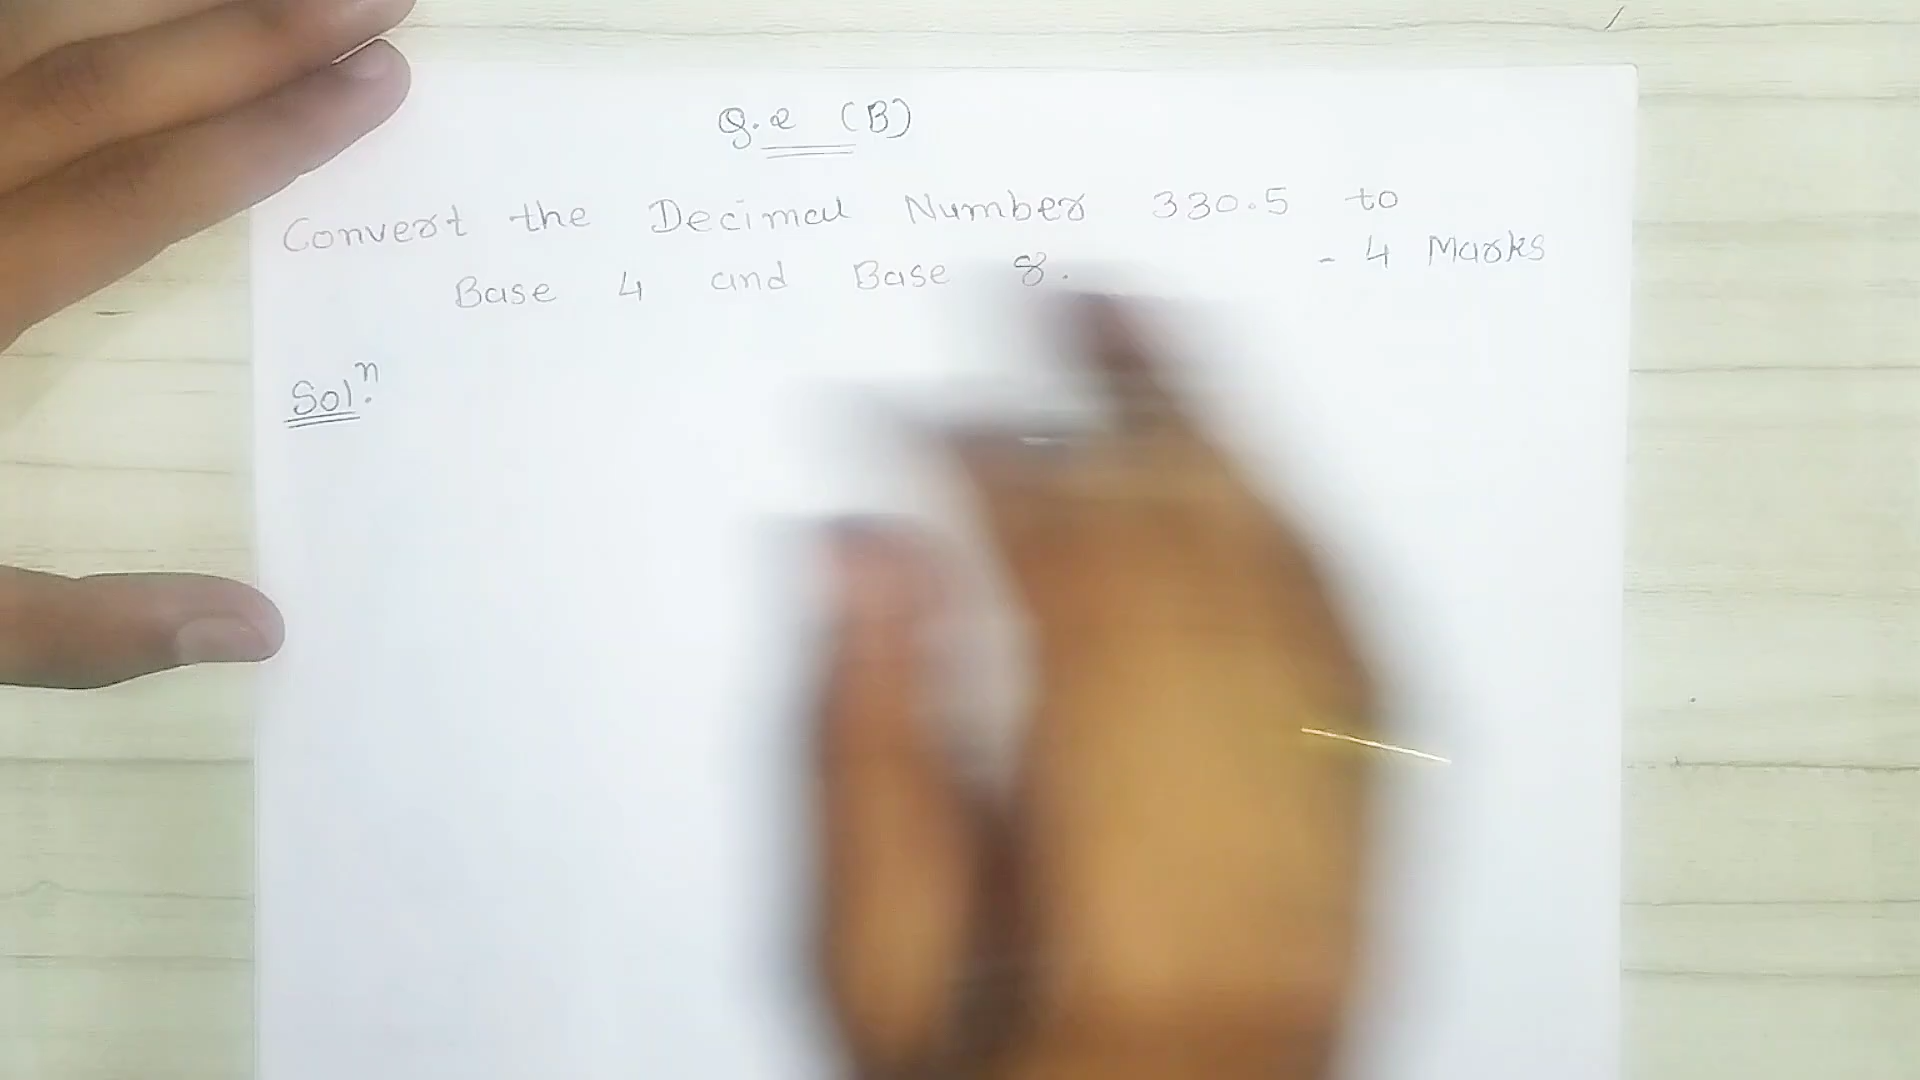 Q.2 (B)
Convert the Decimal Number 330.5 to
Base 4 and Base 8. - 4 Marks
Solⁿ.